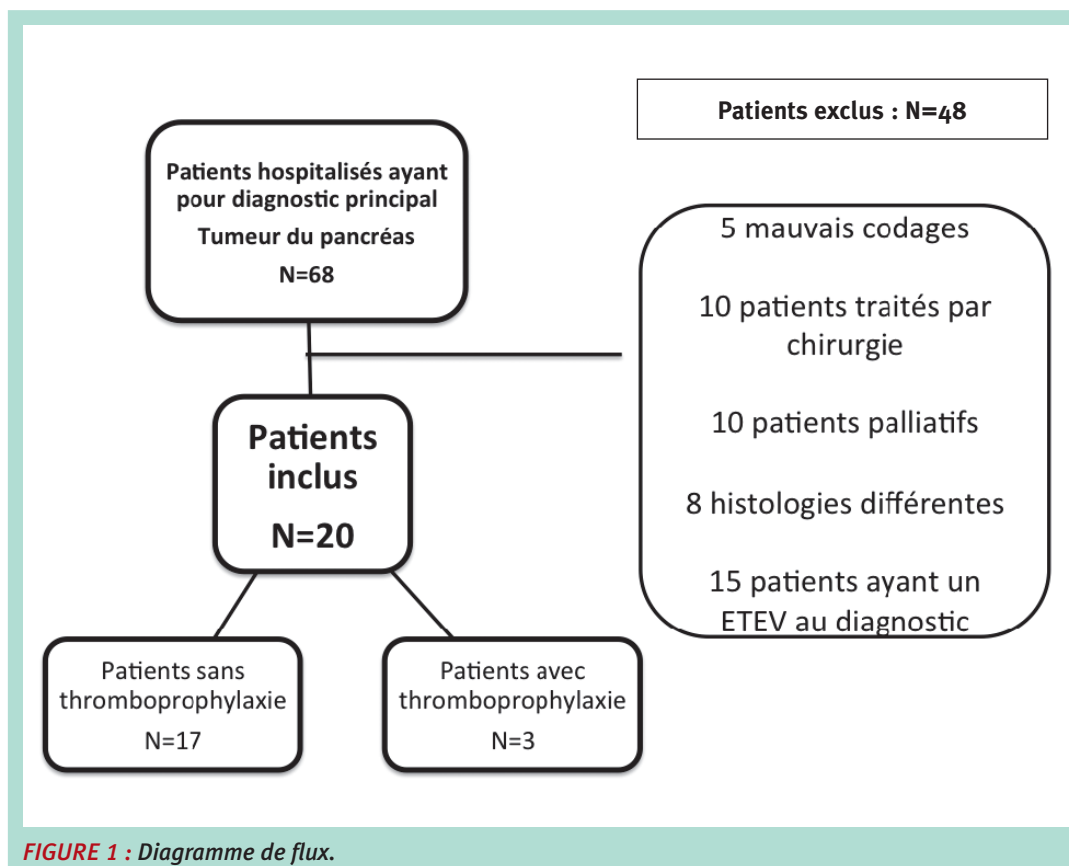 Patients exclus : N=48
Patients hospitalisés ayant
pour diagnostic principal
Tumeur du pancréas
N=68
5 mauvais codages
10 patients traités par
chirurgie
10 patients palliatifs
8 histologies différentes
15 patients ayant un
ETEV au diagnostic
Patients
inclus
N=20
Patients sans
thromboprophylaxie
N=17
Patients avec
thromboprophylaxie
N=3
FIGURE 1 : Diagramme de flux.